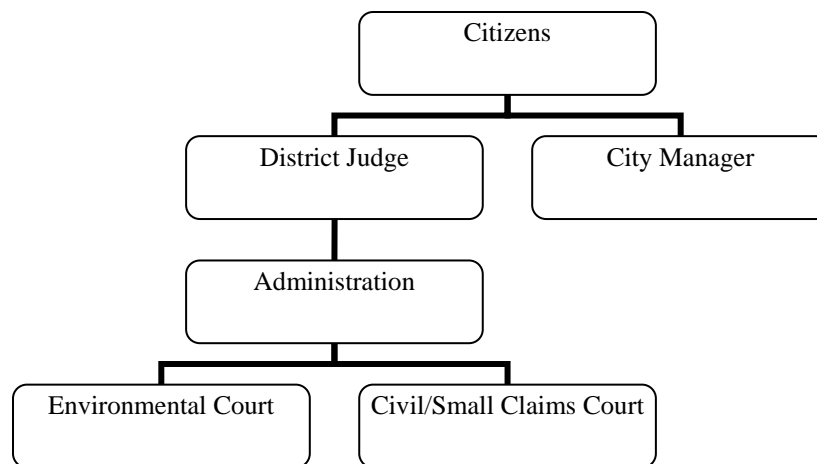 Citizens
District Judge
City Manager
Administration
Environmental Court
Civil/Small Claims Court